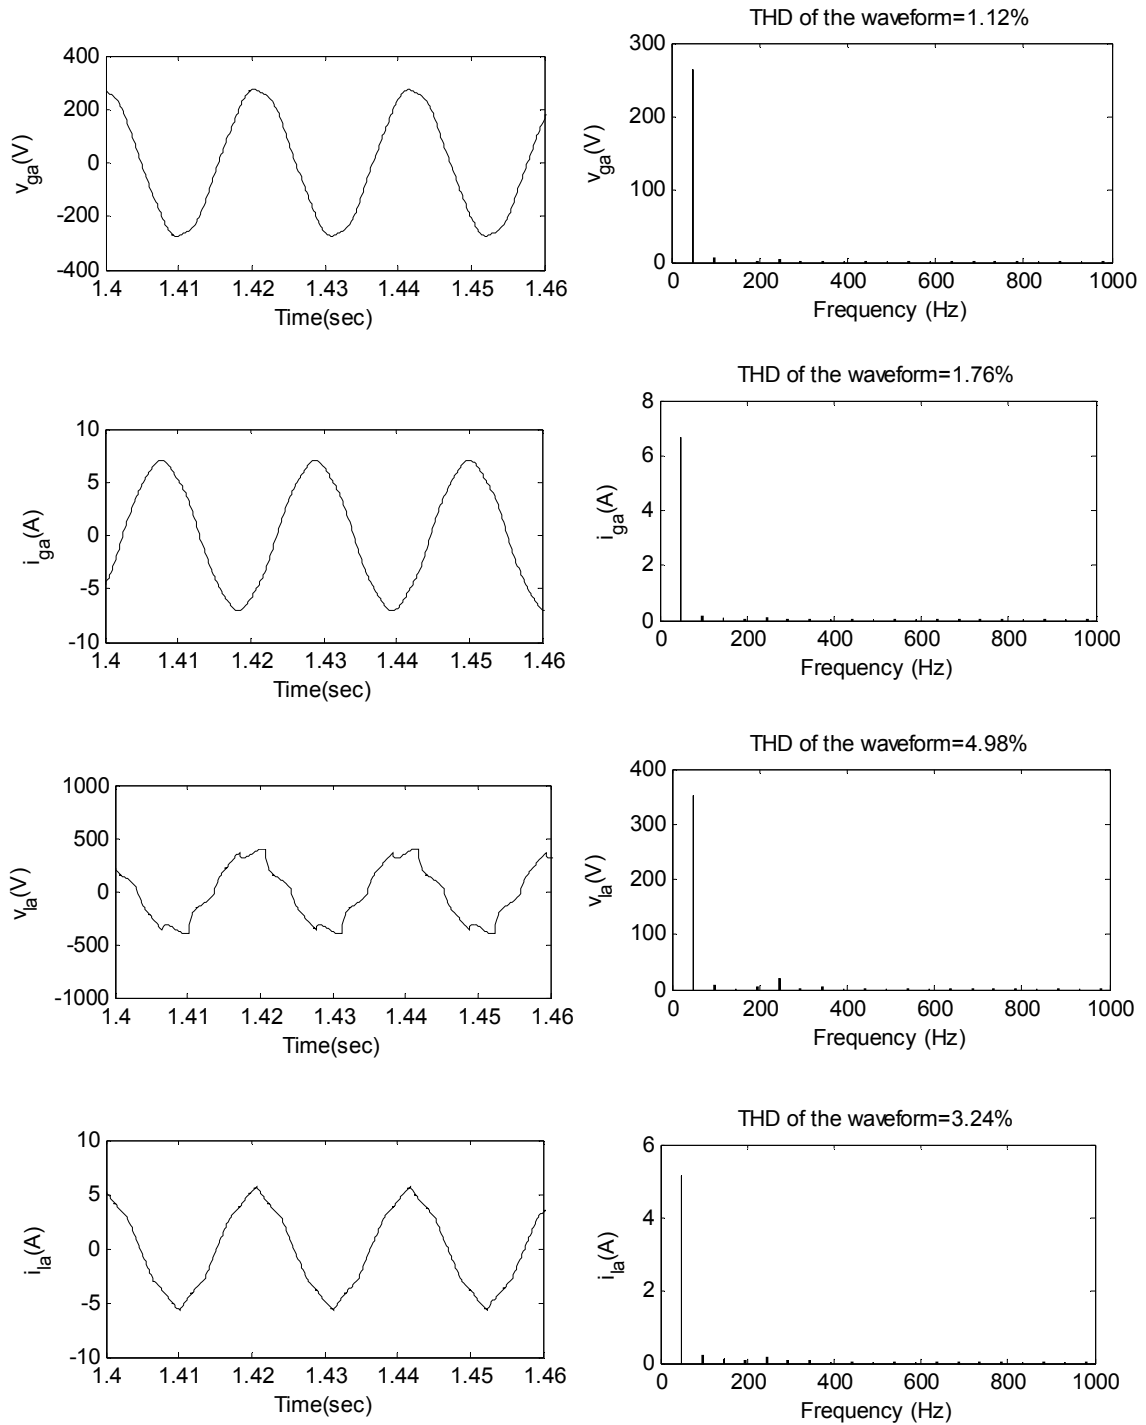 THD of the waveform=1.12%
400
200
0
-200
-400
v_ga(V)
1.4 1.41 1.42 1.43 1.44 1.45 1.46
Time(sec)
300
200
100
0
v_ga(V)
0 200 400 600 800 1000
Frequency (Hz)
THD of the waveform=1.76%
10
5
0
-5
-10
i_ga(A)
1.4 1.41 1.42 1.43 1.44 1.45 1.46
Time(sec)
8
6
4
2
0
i_ga(A)
0 200 400 600 800 1000
Frequency (Hz)
THD of the waveform=4.98%
1000
500
0
-500
-1000
v_la(V)
1.4 1.41 1.42 1.43 1.44 1.45 1.46
Time(sec)
400
300
200
100
0
v_la(V)
0 200 400 600 800 1000
Frequency (Hz)
THD of the waveform=3.24%
10
5
0
-5
-10
i_la(A)
1.4 1.41 1.42 1.43 1.44 1.45 1.46
Time(sec)
6
4
2
0
i_la(A)
0 200 400 600 800 1000
Frequency (Hz)